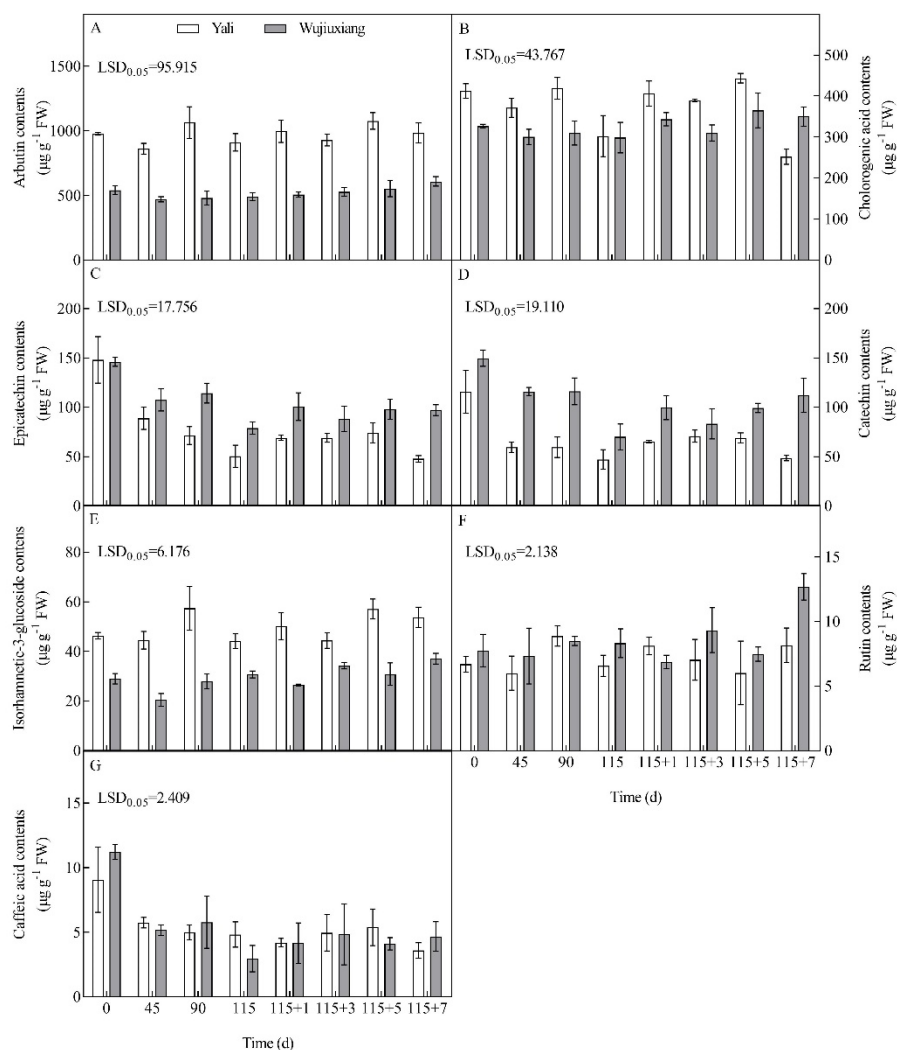 A
Yali
Wujiuxiang
LSD0.05=95.915
Arbutin contents
(μg g-1 FW)
1500
1000
500
0
B
LSD0.05=43.767
500
400
300
200
100
0
Cholorogenic acid contents
(μg g-1 FW)
C
LSD0.05=17.756
Epicatechin contents
(μg g-1 FW)
200
150
100
50
0
D
LSD0.05=19.110
200
150
100
50
0
Catechin contents
(μg g-1 FW)
E
LSD0.05=6.176
Isorhamnetic-3-glucoside contens
(μg g-1 FW)
80
60
40
20
0
F
LSD0.05=2.138
15
10
5
0
Rutin contents
(μg g-1 FW)
0 45 90 115 115+1 115+3 115+5 115+7
Time (d)
G
LSD0.05=2.409
Caffeic acid contents
(μg g-1 FW)
15
10
5
0
0 45 90 115 115+1 115+3 115+5 115+7
Time (d)